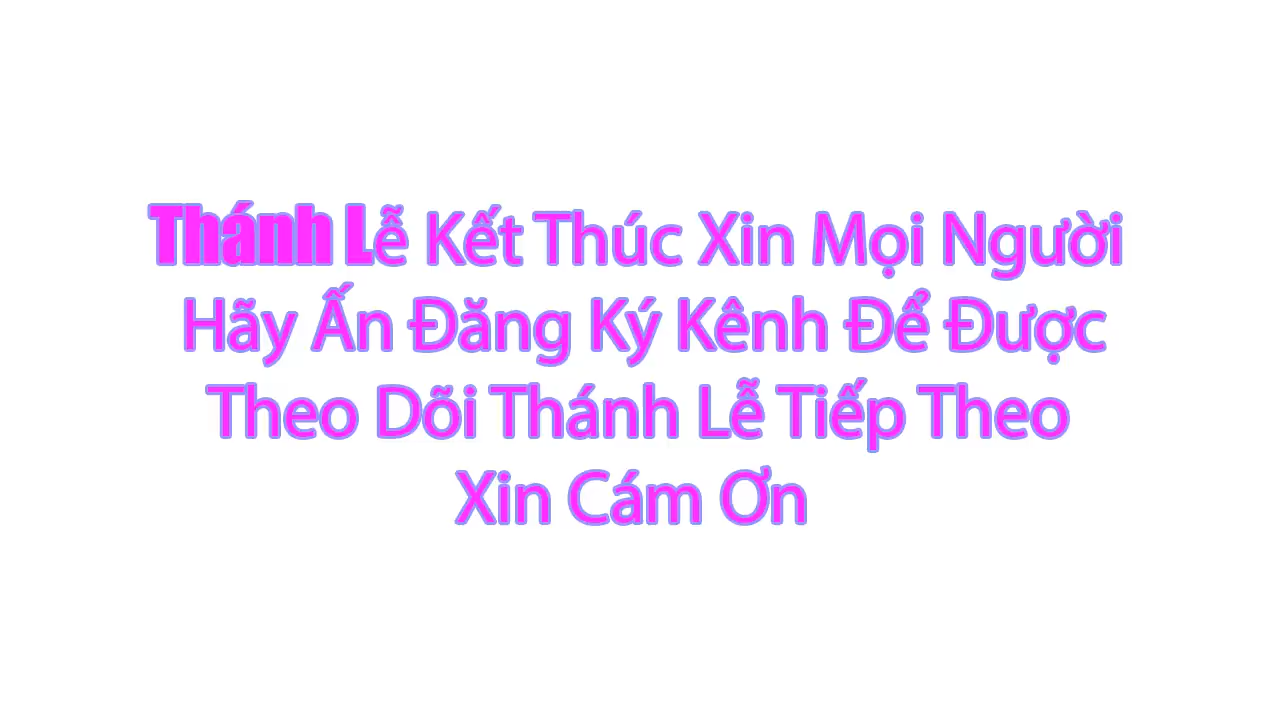 Thánh Lễ Kết Thúc Xin Mọi Người
Hãy Ấn Đăng Ký Kênh Để Được
Theo Dõi Thánh Lễ Tiếp Theo
Xin Cám Ơn